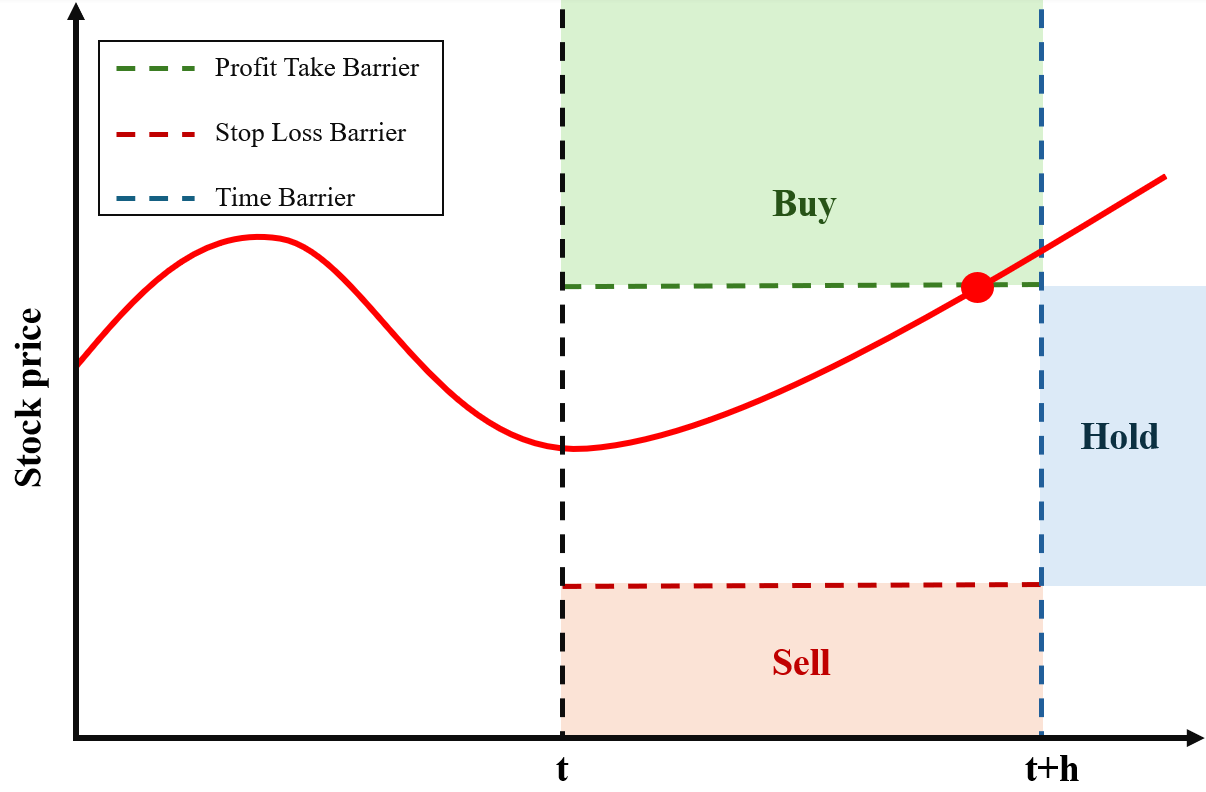 Profit Take Barrier
Stop Loss Barrier
Time Barrier
Buy
Stock price
Hold
Sell
t
t+h